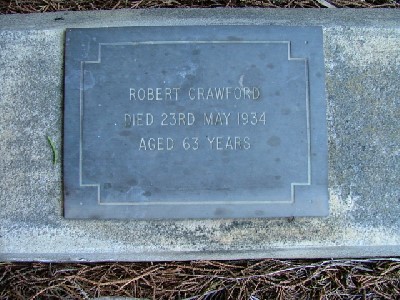 ROBERT CRAWFORD
DIED 23RD MAY 1934
AGED 63 YEARS